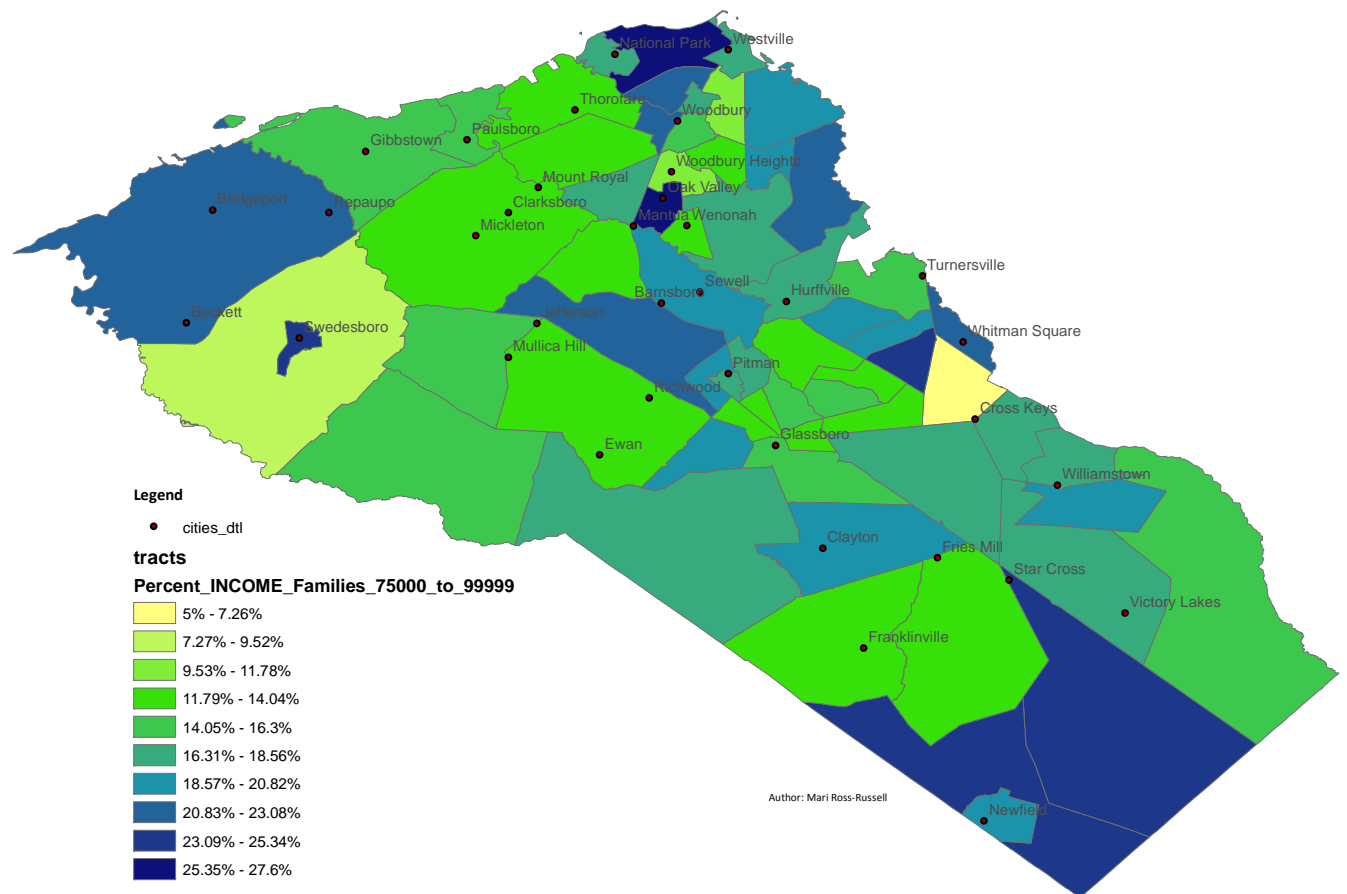 National Park
Westville
Thorofare
Woodbury
Paulsboro
Gibbstown
Woodbury Heights
Mount Royal
Oak Valley
Bridgeport
Repaupo
Clarksboro
Mantua
Wenonah
Mickleton
Turnersville
Sewell
Hurffville
Barnsboro
Beckett
Swedesboro
Jefferson
Whitman Square
Mullica Hill
Pitman
Richwood
Cross Keys
Glassboro
Ewan
Williamstown
Legend
cities_dtl
Clayton
Fries Mill
tracts
Star Cross
Percent_INCOME_Families_75000_to_99999
Victory Lakes
5% - 7.26%
7.27% - 9.52%
Franklinville
9.53% - 11.78%
11.79% - 14.04%
14.05% - 16.3%
16.31% - 18.56%
18.57% - 20.82%
Author: Mari Ross-Russell
20.83% - 23.08%
Newfield
23.09% - 25.34%
25.35% - 27.6%